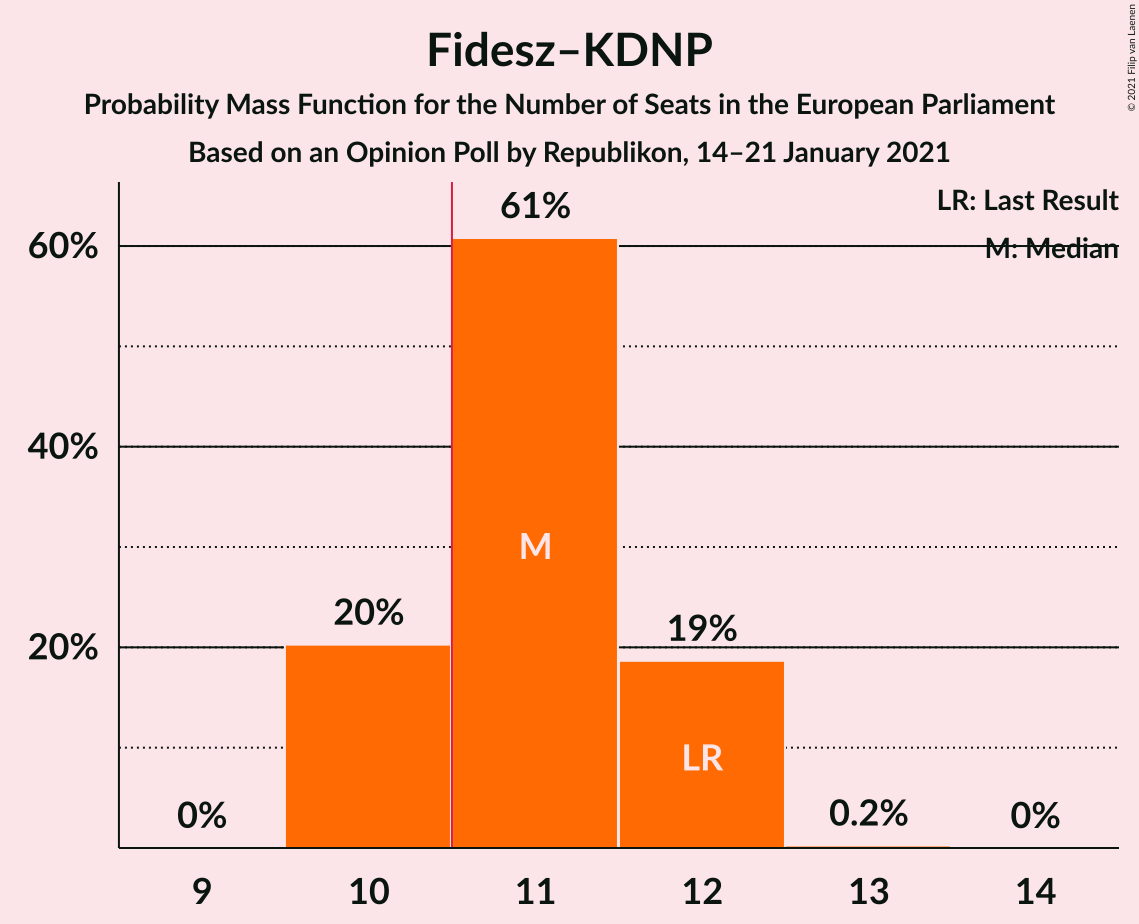 Fidesz–KDNP
Probability Mass Function for the Number of Seats in the European Parliament
Based on an Opinion Poll by Republikon, 14–21 January 2021
© 2021 Filip van Laenen
LR: Last Result
M: Median
61%
60%
40%
M
20%
19%
20%
LR
0%
0.2%
0%
9
10
11
12
13
14